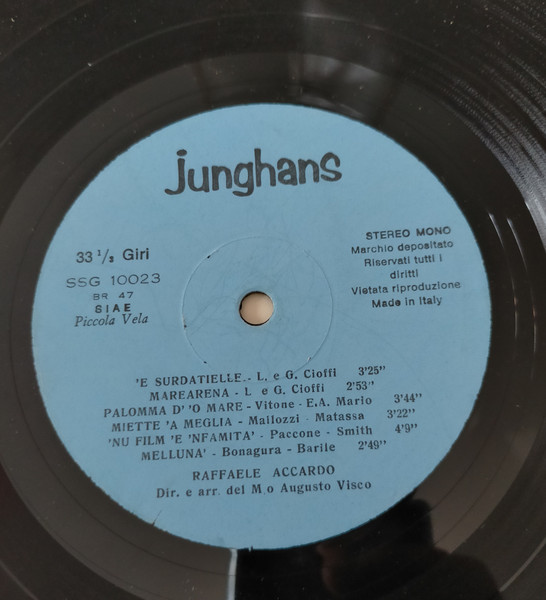 junghans
33 1/3 Giri
SSG 10023
BR 47
SIAE
Piccola Vela
STEREO MONO
Marchio depositato
Riservati tutti i
diritti
Vietata riproduzione
Made in Italy
'E SURDATIELLE. - L. e G. Cioffi 3'25"
MAREARENA - L e G. Cioffi 2'53"
PALOMMA D' 'O MARE - Vitone - E.A. Mario 3'44"
MIETTE 'A MEGLIA - Mallozzi - Matassa 3'22"
'NU FILM 'E 'NFAMITA' - Paccone - Smith 4'9"
MELLUNA' - Bonagura - Barile 2'49"
RAFFAELE ACCARDO
Dir. e arr. del M.o Augusto Visco